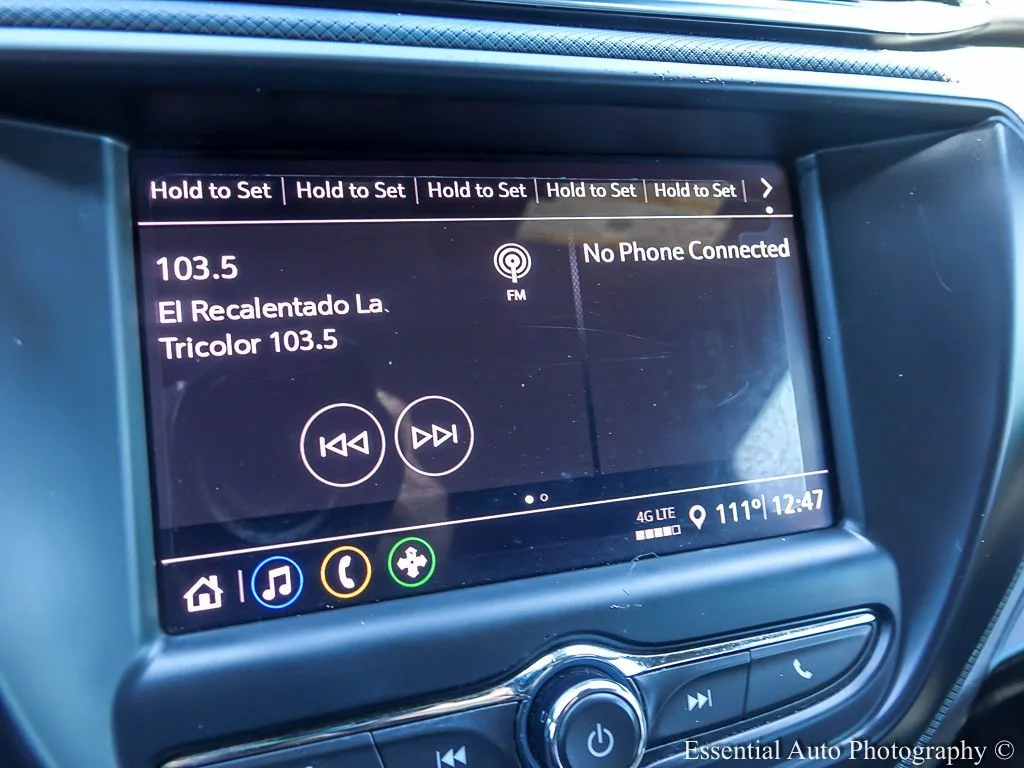 Hold to Set | Hold to Set | Hold to Set | Hold to Set | Hold to Set |
103.5
FM
No Phone Connected
El Recalentado La
Tricolor 103.5
4G LTE
111° | 12:47
Essential Auto Photography ©